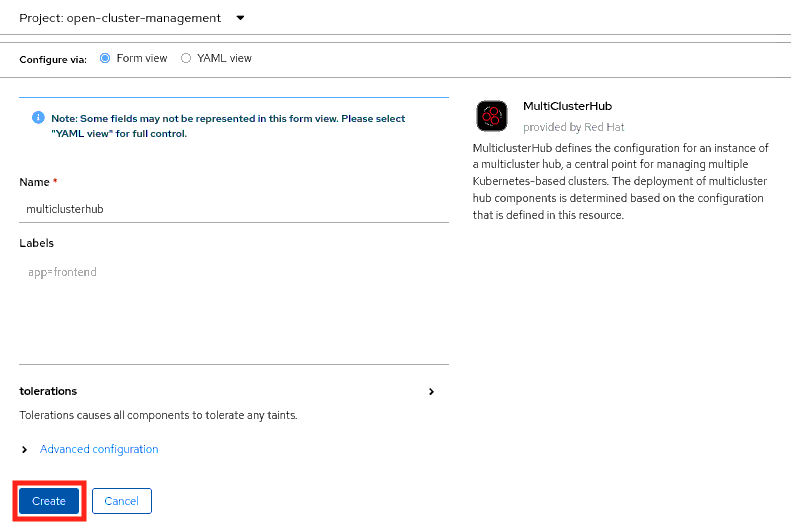 Project: open-cluster-management
Configure via: Form view YAML view
Note: Some fields may not be represented in this form view. Please select
"YAML view" for full control.
Name *
multiclusterhub
Labels
app=frontend
tolerations
Tolerations causes all components to tolerate any taints.
Advanced configuration
Create Cancel
MultiClusterHub
provided by Red Hat
MulticlusterHub defines the configuration for an instance of
a multicluster hub, a central point for managing multiple
Kubernetes-based clusters. The deployment of multicluster
hub components is determined based on the configuration
that is defined in this resource.